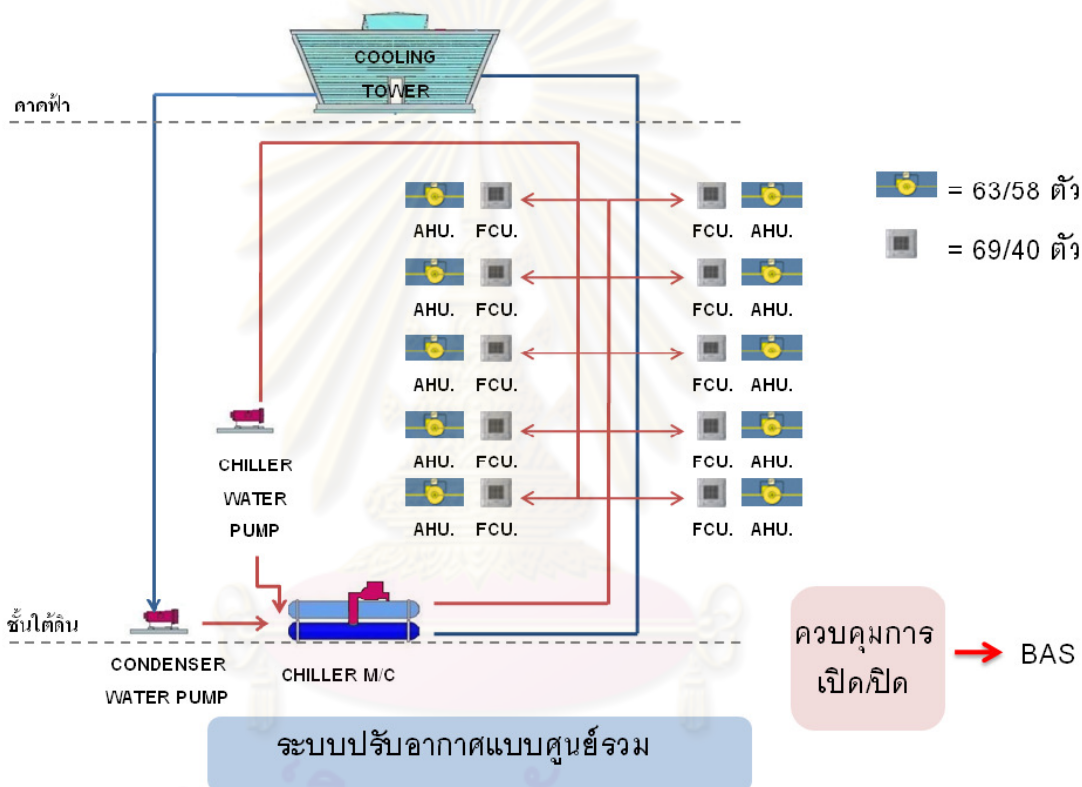 COOLING
TOWER
ดาดฟ้า
AHU. FCU. FCU. AHU.
= 63/58 ตัว
= 69/40 ตัว
AHU. FCU. FCU. AHU.
AHU. FCU. FCU. AHU.
AHU. FCU. FCU. AHU.
AHU. FCU. FCU. AHU.
CHILLER
WATER
PUMP
ชั้นใต้ดิน
CONDENSER
WATER PUMP
CHILLER M/C
ควบคุมการ
เปิด/ปิด
BAS
ระบบปรับอากาศแบบศูนย์รวม